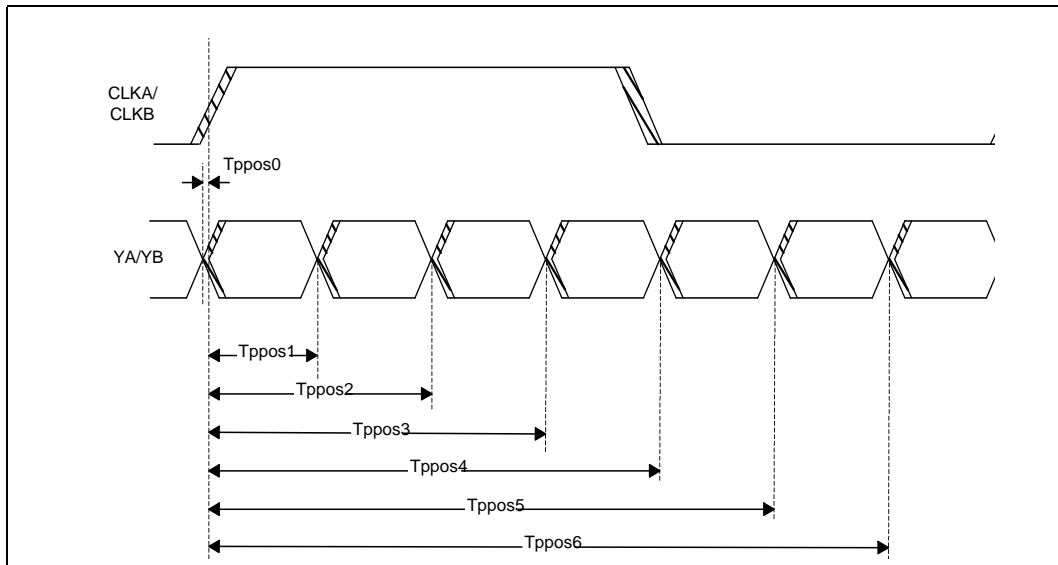 CLKA/
CLKB
Tppos0
YA/YB
Tppos1
Tppos2
Tppos3
Tppos4
Tppos5
Tppos6